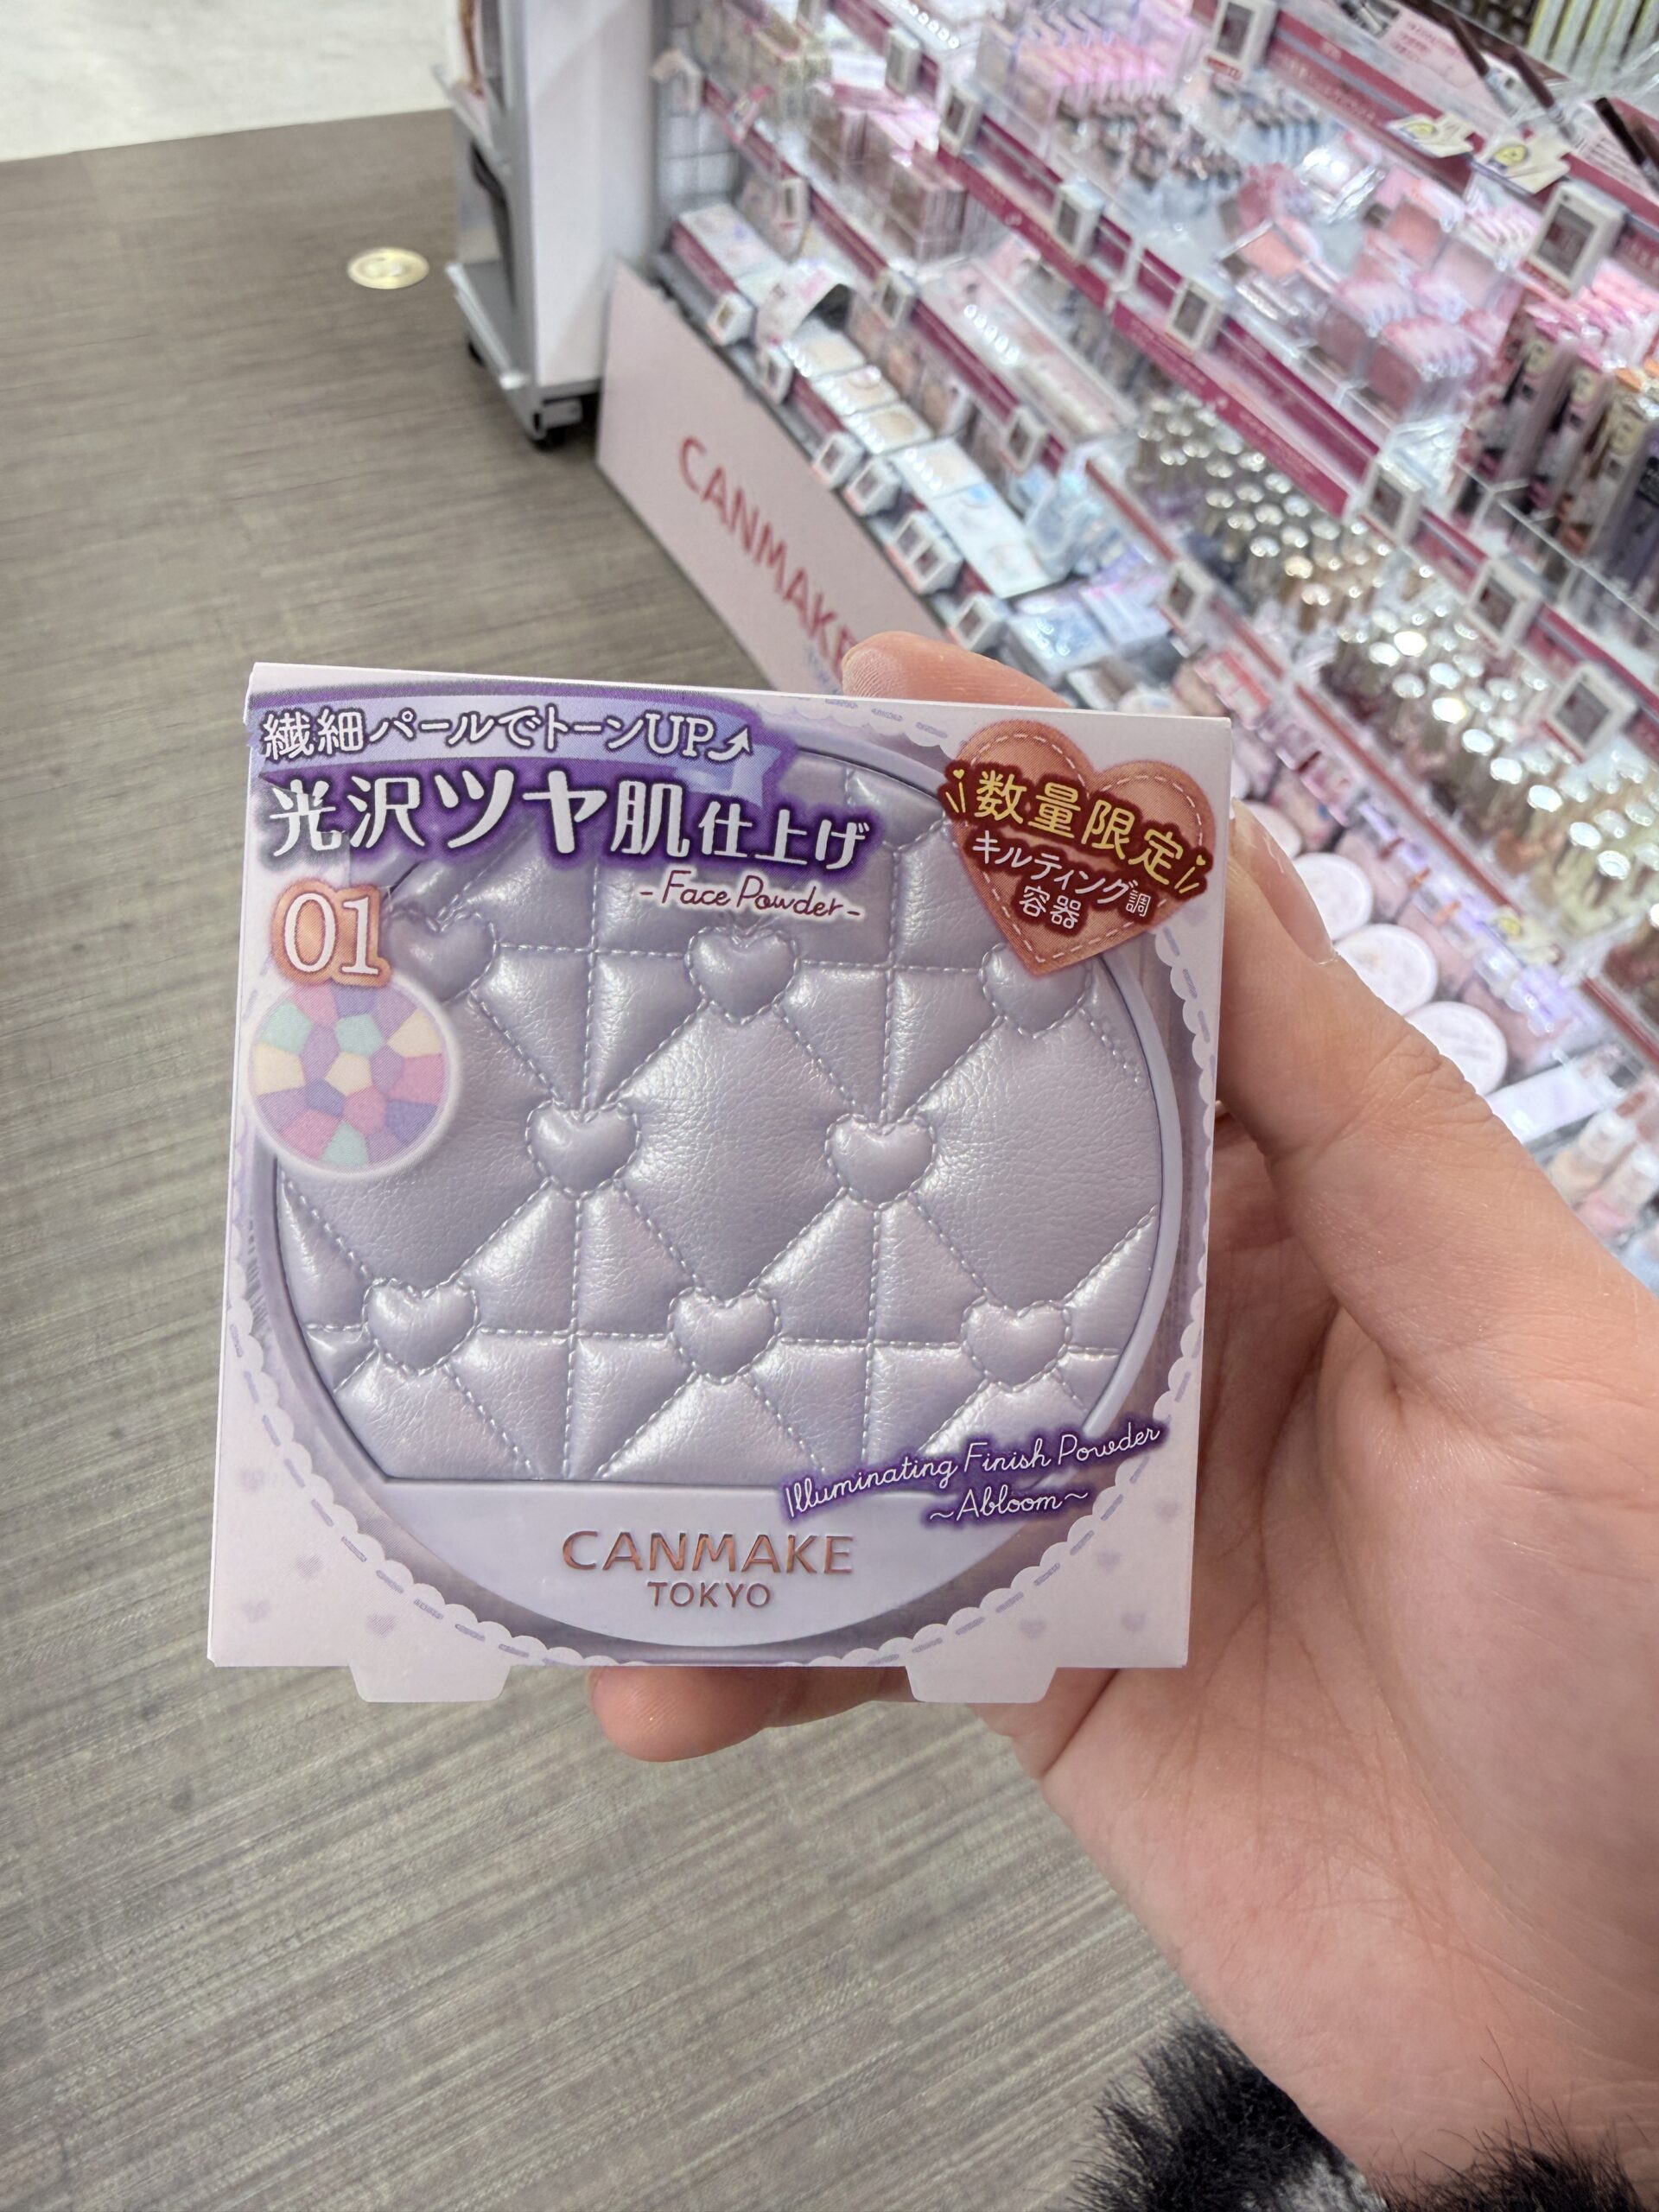 繊細パールでトーンUP
光沢ツヤ肌仕上げ
-Face Powder-
01
数量限定
キルティング調
容器
Illuminating Finish Powder
~Abloom~
CANMAKE
TOKYO
CANMAKE